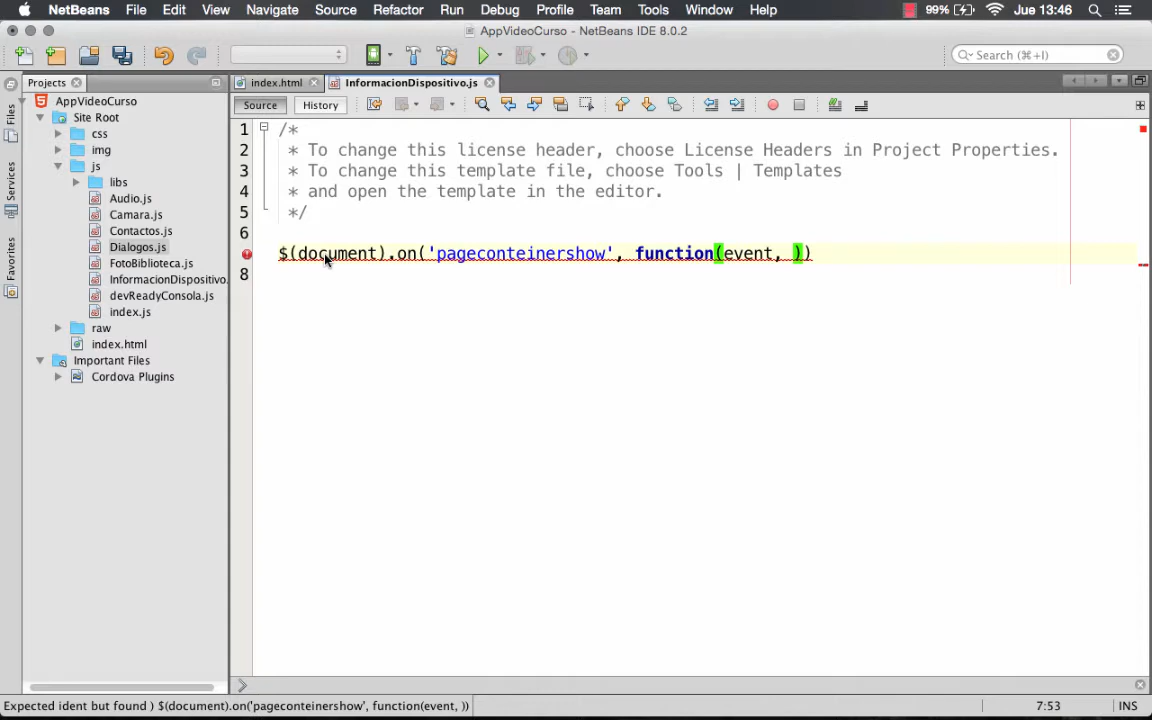 NetBeans File Edit View Navigate Source Refactor Run Debug Profile Team Tools Window Help 99% Jue 13:46
AppVideoCurso - NetBeans IDE 8.0.2
Search (⌘+I)
Projects
index.html
InformacionDispositivo.js
Source
History
Files
Services
Favoritos
AppVideoCurso
Site Root
css
img
js
libs
Audio.js
Camara.js
Contactos.js
Dialogos.js
FotoBiblioteca.js
InformacionDispositivo.
devReadyConsola.js
index.js
raw
index.html
Important Files
Cordova Plugins
1 /*
2 * To change this license header, choose License Headers in Project Properties.
3 * To change this template file, choose Tools | Templates
4 * and open the template in the editor.
5 */
6
$(document).on('pageconteinershow', function(event, ))
8
Expected ident but found ) $(document).on('pageconteinershow', function(event, ))
7:53
INS